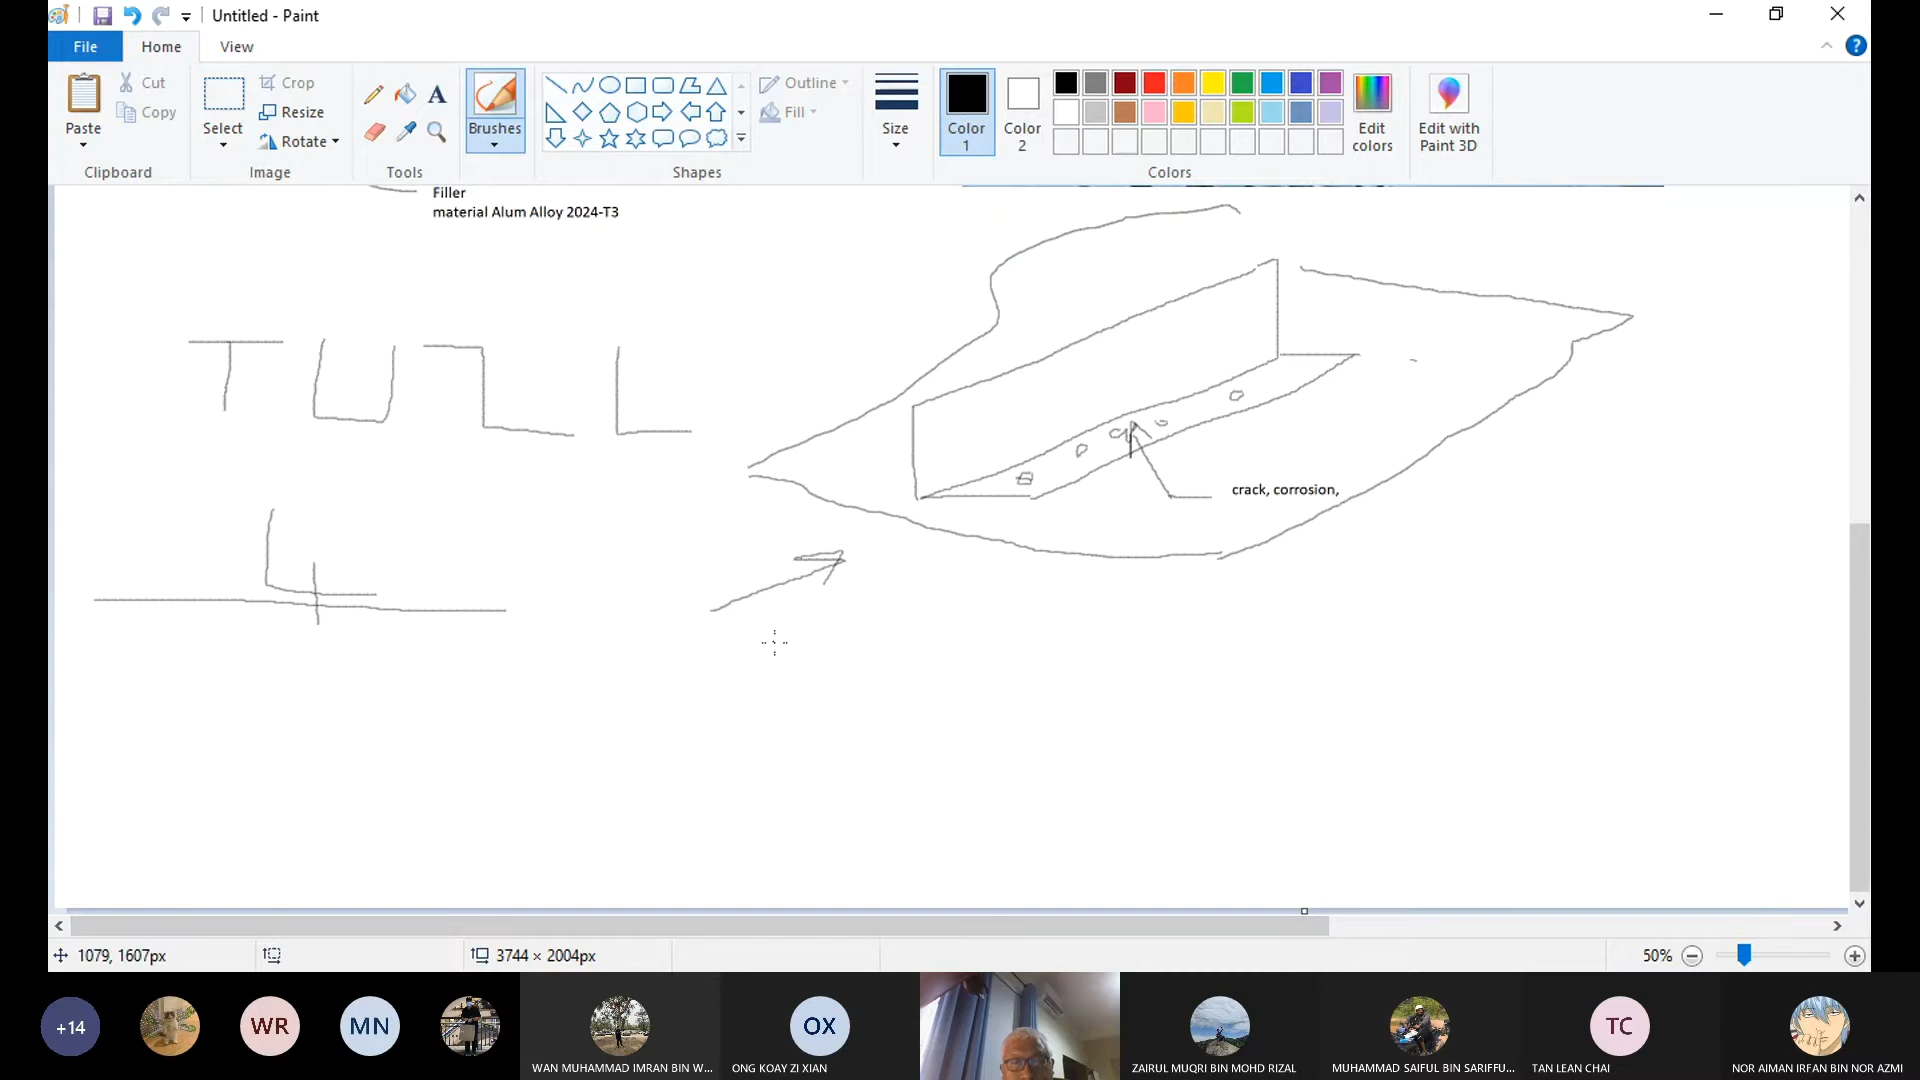 Untitled - Paint
File
Home
View
Paste
Cut
Copy
Clipboard
Select
Crop
Resize
Rotate
Image
A
Tools
Brushes
Shapes
Outline
Fill
Size
Color
1
Color
2
Colors
Edit
colors
Edit with
Paint 3D
?
Filler
material Alum Alloy 2024-T3
crack, corrosion,
1079, 1607px
3744 × 2004px
50%
+14
WR
MN
WAN MUHAMMAD IMRAN BIN W...
OX
ONG KOAY ZI XIAN
ZAIRUL MUQRI BIN MOHD RIZAL
MUHAMMAD SAIFUL BIN SARIFFU...
TC
TAN LEAN CHAI
NOR AIMAN IRFAN BIN NOR AZMI